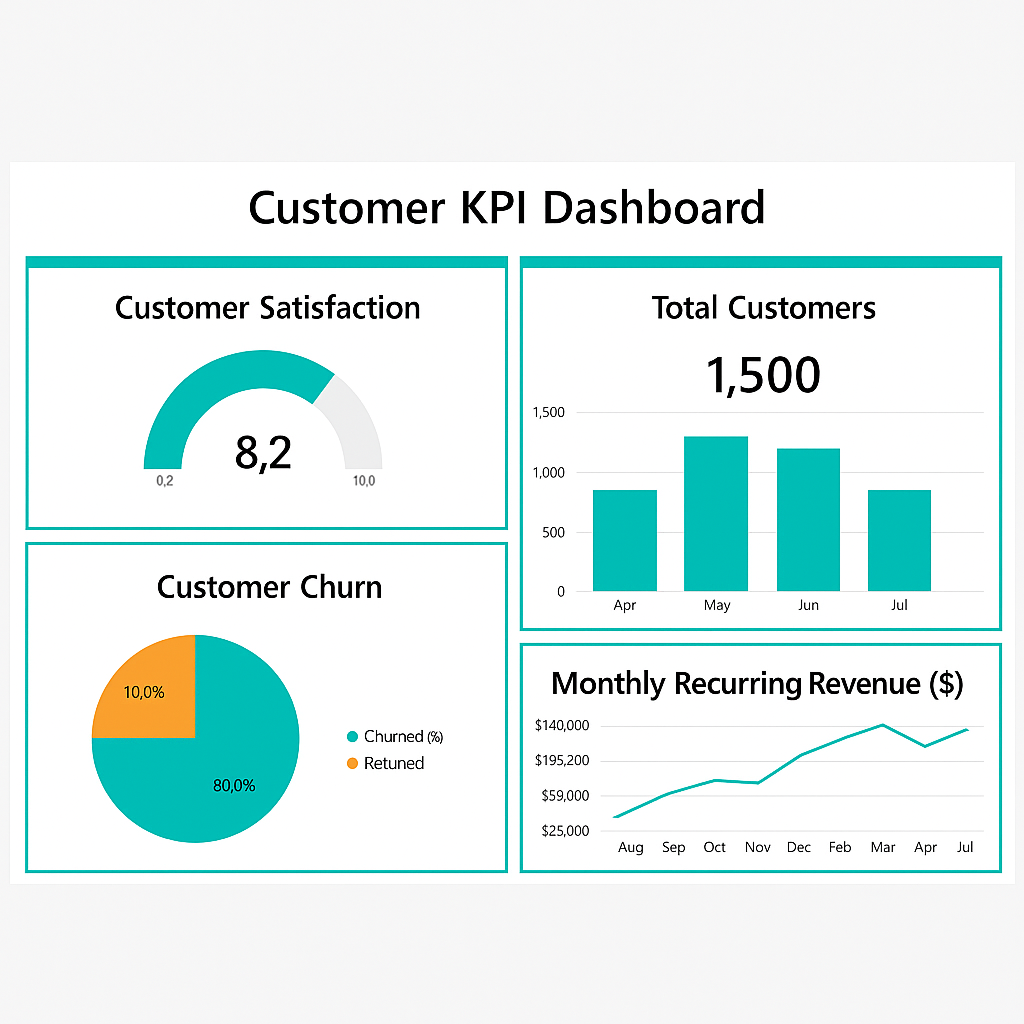 Customer KPI Dashboard
Customer Satisfaction
8,2
0,2 10,0
Total Customers
1,500
1,500
1,000
500
0
Apr May Jun Jul
Customer Churn
10,0%
80,0%
Churned (%)
Retuned
Monthly Recurring Revenue ($)
$140,000
$195,200
$59,000
$25,000
Aug Sep Oct Nov Dec Feb Mar Apr Jul